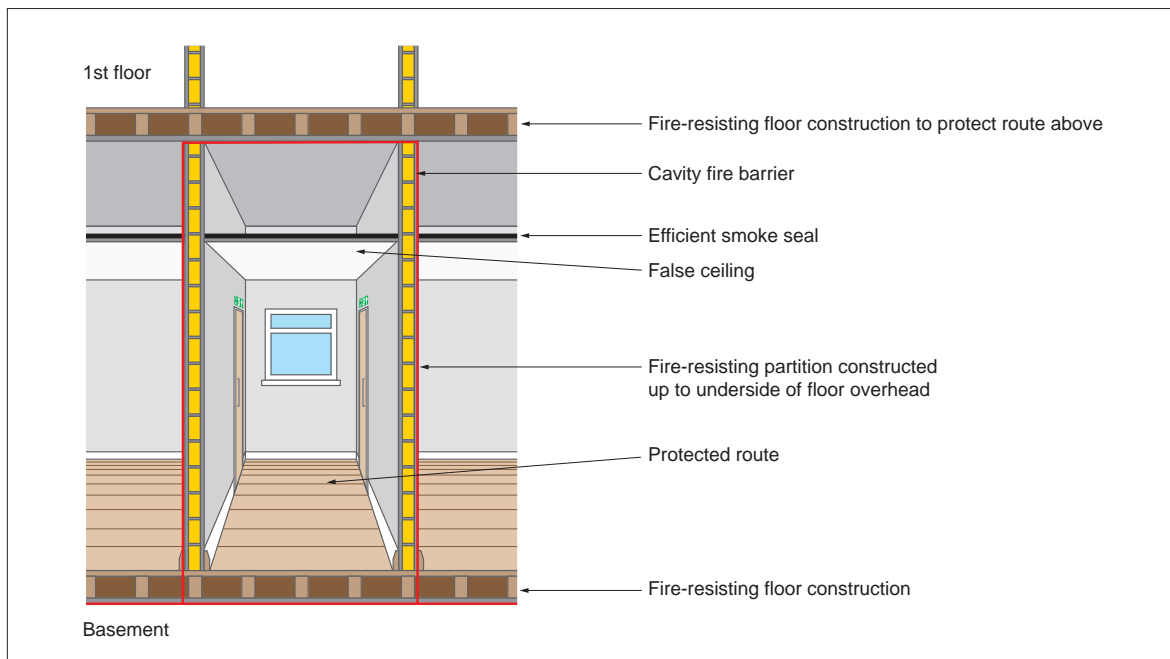 1st floor
Fire-resisting floor construction to protect route above
Cavity fire barrier
Efficient smoke seal
False ceiling
Fire-resisting partition constructed
up to underside of floor overhead
Protected route
Fire-resisting floor construction
Basement